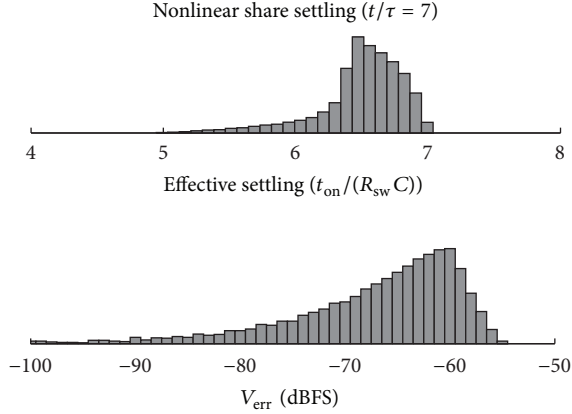 Nonlinear share settling (t/τ = 7)
4 5 6 7 8
Effective settling (t_on/(R_sw C))
−100 −90 −80 −70 −60 −50
V_err (dBFS)